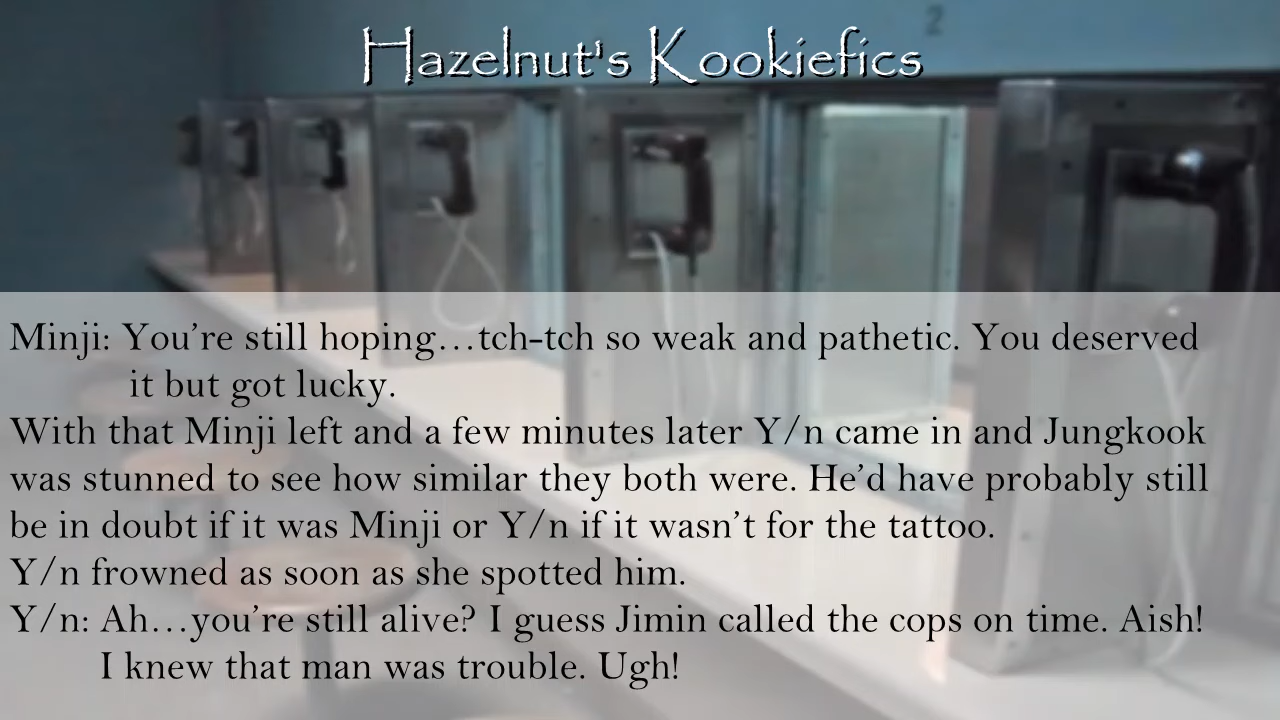 2
Hazelnut's Kookiefics
Minji: You’re still hoping…tch-tch so weak and pathetic. You deserved
it but got lucky.
With that Minji left and a few minutes later Y/n came in and Jungkook
was stunned to see how similar they both were. He’d have probably still
be in doubt if it was Minji or Y/n if it wasn’t for the tattoo.
Y/n frowned as soon as she spotted him.
Y/n: Ah…you’re still alive? I guess Jimin called the cops on time. Aish!
I knew that man was trouble. Ugh!